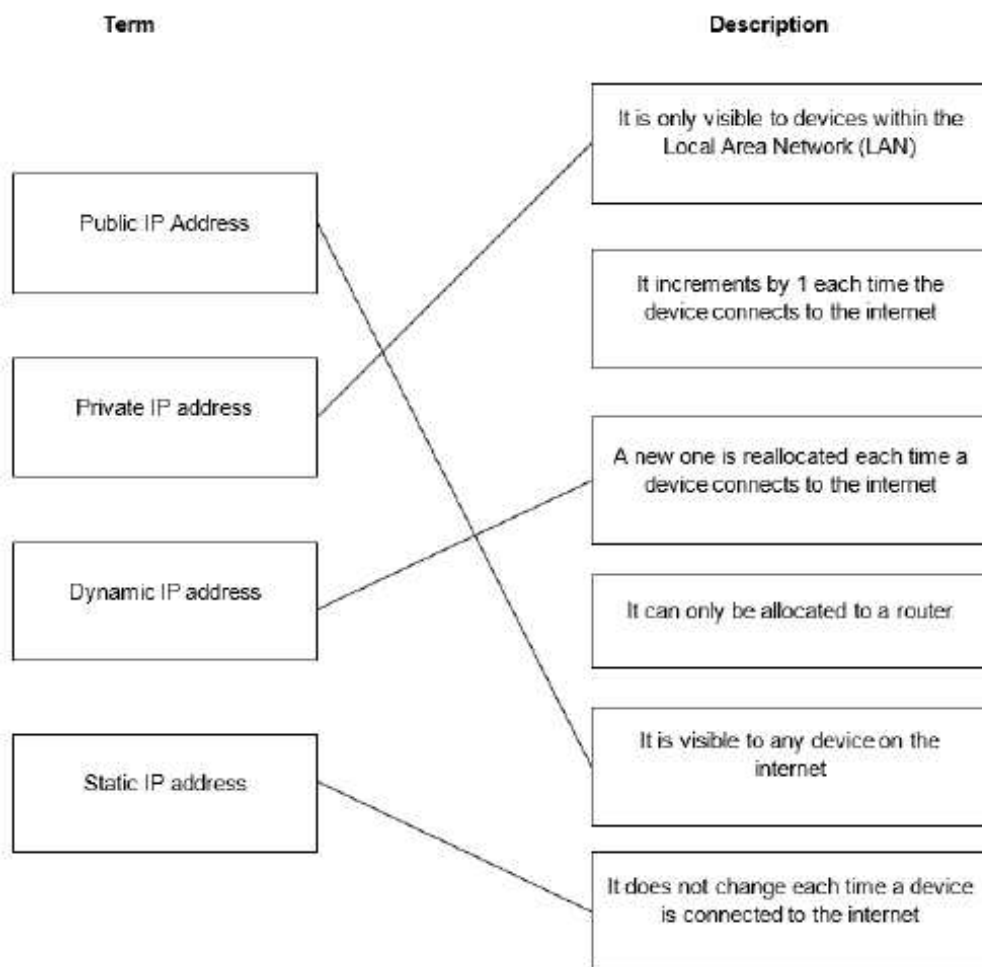 Term
Description
It is only visible to devices within the
Local Area Network (LAN)
Public IP Address
It increments by 1 each time the
device connects to the internet
Private IP address
A new one is reallocated each time a
device connects to the internet
Dynamic IP address
It can only be allocated to a router
It is visible to any device on the
internet
Static IP address
It does not change each time a device
is connected to the internet